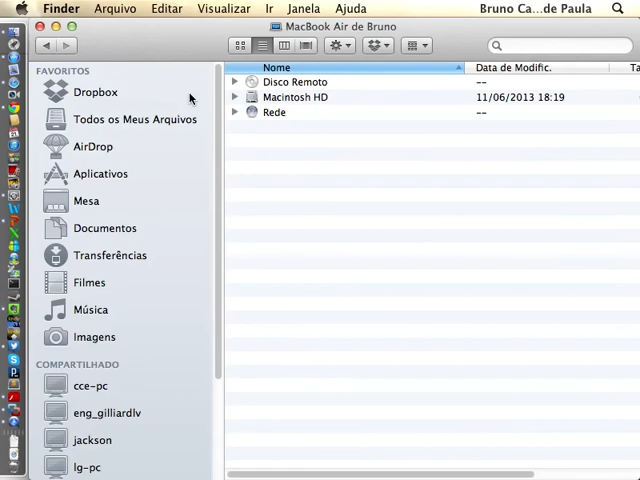 Finder Arquivo Editar Visualizar Ir Janela Ajuda Bruno Ca...de Paula
MacBook Air de Bruno
FAVORITOS
Dropbox
Todos os Meus Arquivos
AirDrop
Aplicativos
Mesa
Documentos
Transferências
Filmes
Música
Imagens
COMPARTILHADO
cce-pc
eng_gilliardlv
jackson
lg-pc
Nome Data de Modific. Ta
Disco Remoto --
Macintosh HD 11/06/2013 18:19
Rede --